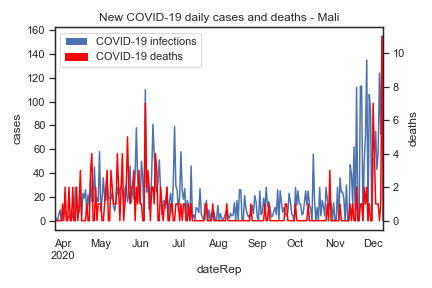 New COVID-19 daily cases and deaths - Mali
COVID-19 infections
COVID-19 deaths
160
140
120
100
80
60
40
20
0
cases
10
8
6
4
2
0
deaths
Apr May Jun Jul Aug Sep Oct Nov Dec
2020
dateRep